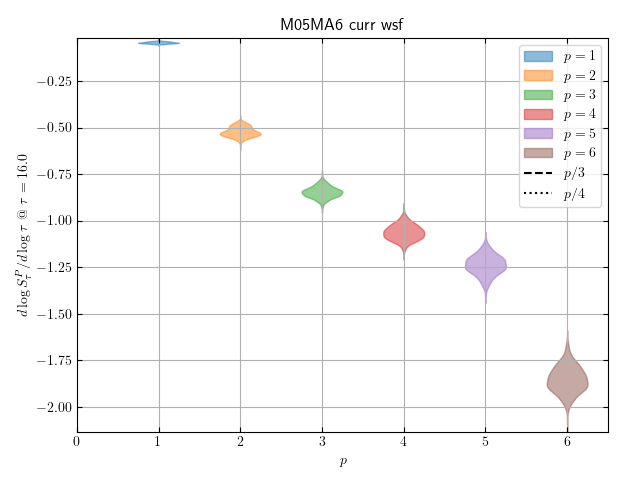 M05MA6 curr wsf
d log S_τ^P / d log τ @ τ = 16.0
−0.25
−0.50
−0.75
−1.00
−1.25
−1.50
−1.75
−2.00
0 1 2 3 4 5 6
p
p = 1
p = 2
p = 3
p = 4
p = 5
p = 6
p/3
p/4